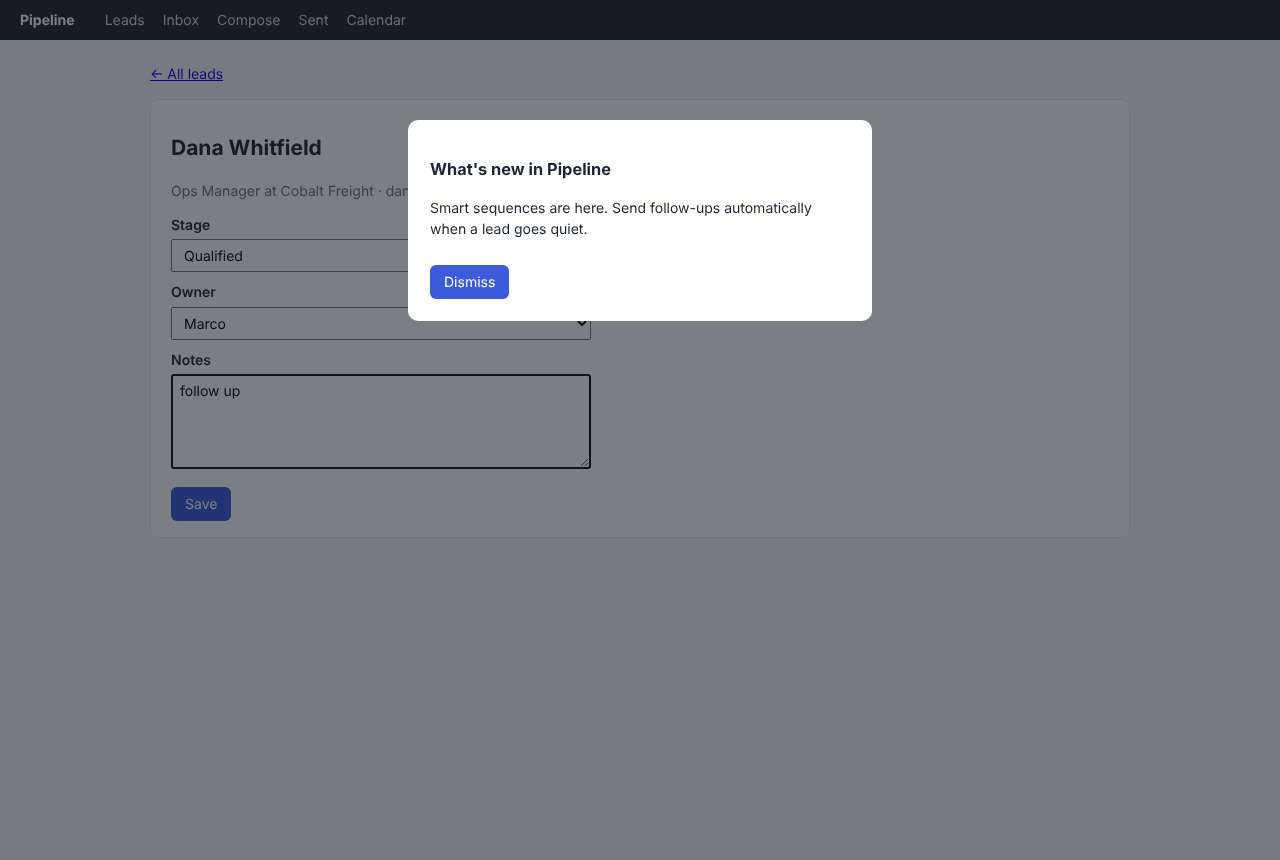 Pipeline Leads Inbox Compose Sent Calendar
← All leads
Dana Whitfield
Ops Manager at Cobalt Freight ·
Stage
Qualified
Owner
Marco
Notes
follow up
Save
What's new in Pipeline
Smart sequences are here. Send follow-ups automatically
when a lead goes quiet.
Dismiss